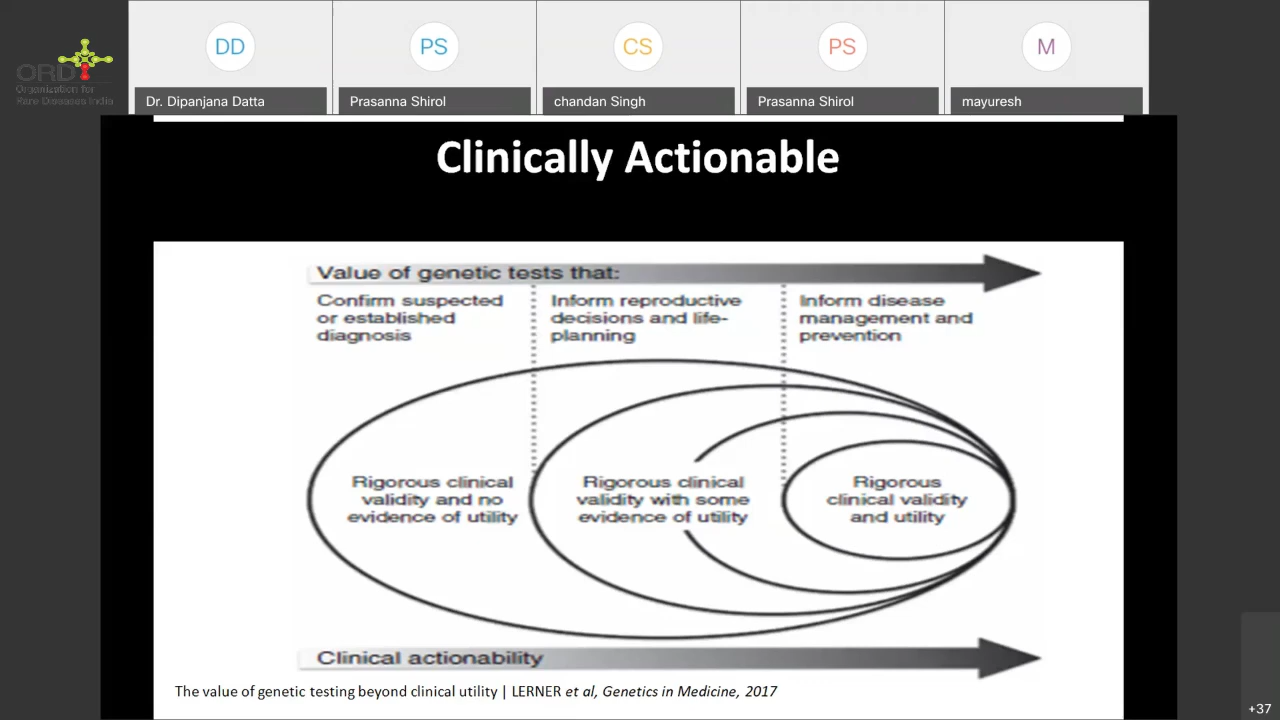 DD
PS
CS
PS
M
ORDI
Organization for
Rare Diseases India
Dr. Dipanjana Datta
Prasanna Shirol
chandan Singh
Prasanna Shirol
mayuresh
Clinically Actionable
Value of genetic tests that:
Confirm suspected
or established
diagnosis
Inform reproductive
decisions and life-
planning
Inform disease
management and
prevention
Rigorous clinical
validity and no
evidence of utility
Rigorous clinical
validity with some
evidence of utility
Rigorous
clinical validity
and utility
Clinical actionability
The value of genetic testing beyond clinical utility | LERNER et al, Genetics in Medicine, 2017
+37